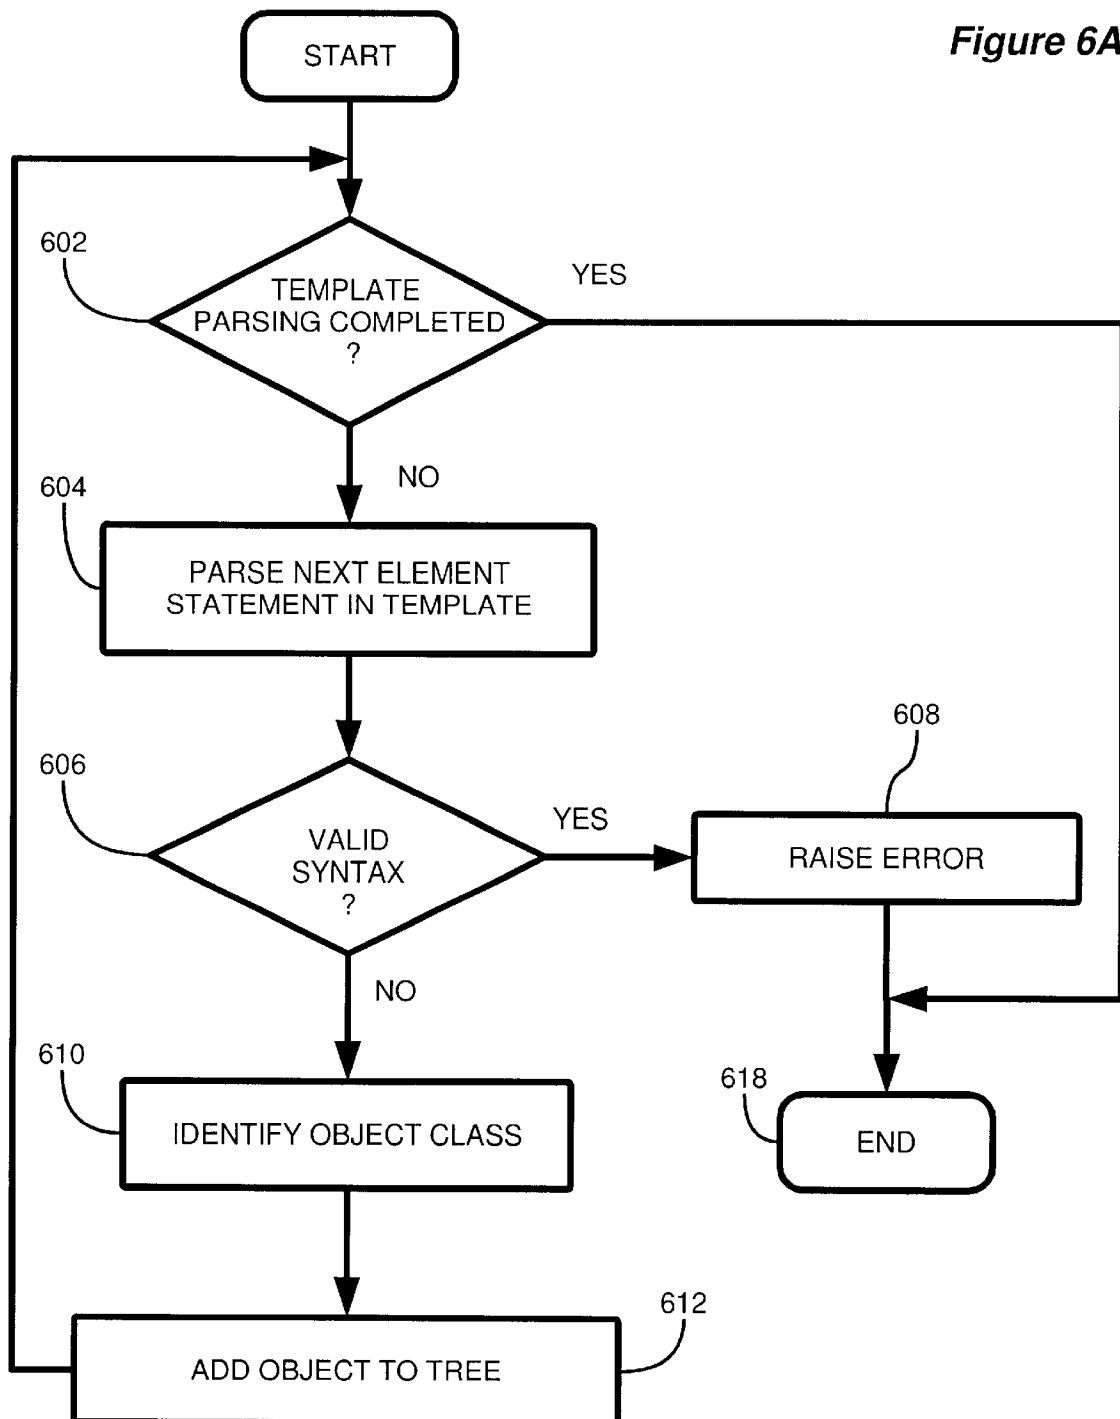 Figure 6A
START
602
TEMPLATE
PARSING COMPLETED
?
YES
NO
604
PARSE NEXT ELEMENT
STATEMENT IN TEMPLATE
606
VALID
SYNTAX
?
YES
608
RAISE ERROR
NO
610
IDENTIFY OBJECT CLASS
618
END
612
ADD OBJECT TO TREE